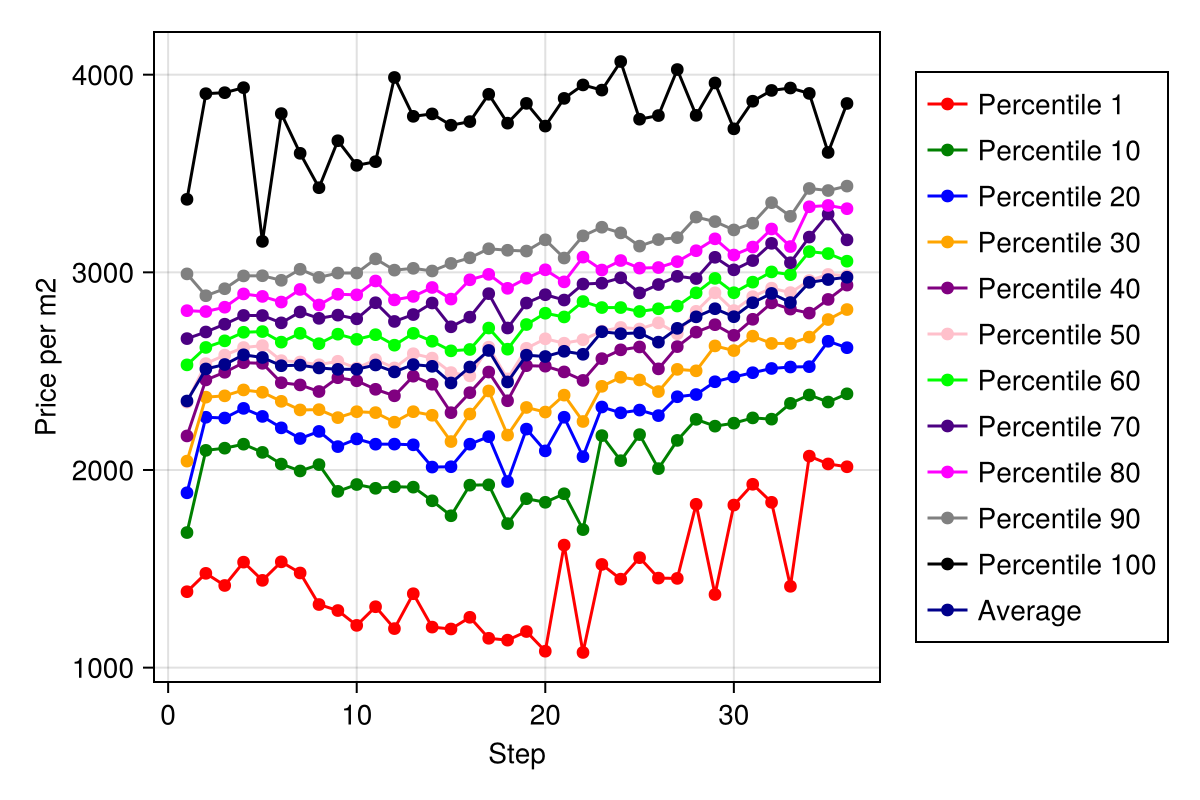 4000
3000
2000
1000
Price per m2
0
10
20
30
Step
Percentile 1
Percentile 10
Percentile 20
Percentile 30
Percentile 40
Percentile 50
Percentile 60
Percentile 70
Percentile 80
Percentile 90
Percentile 100
Average